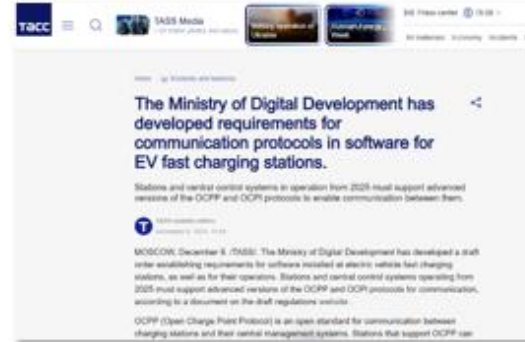 тасс
TASS Media
Military operation in
Ukraine
Week
The Ministry of Digital Development has
developed requirements for
communication protocols in software for
EV fast charging stations.
Stations and central control systems in operation from 2025 must support advanced
versions of the OCPP and OCPI protocols to enable communication between them.
MOSCOW, December 6. /TASS/. The Ministry of Digital Development has developed a draft
order establishing requirements for software installed at electric vehicle fast charging
stations, as well as for their operators. Stations and central control systems operating from
2025 must support advanced versions of the OCPP and OCPI protocols for communication,
according to a document on the draft regulations website.
OCPP (Open Charge Point Protocol) is an open standard for communication between
charging stations and their central management systems. Stations that support OCPP can